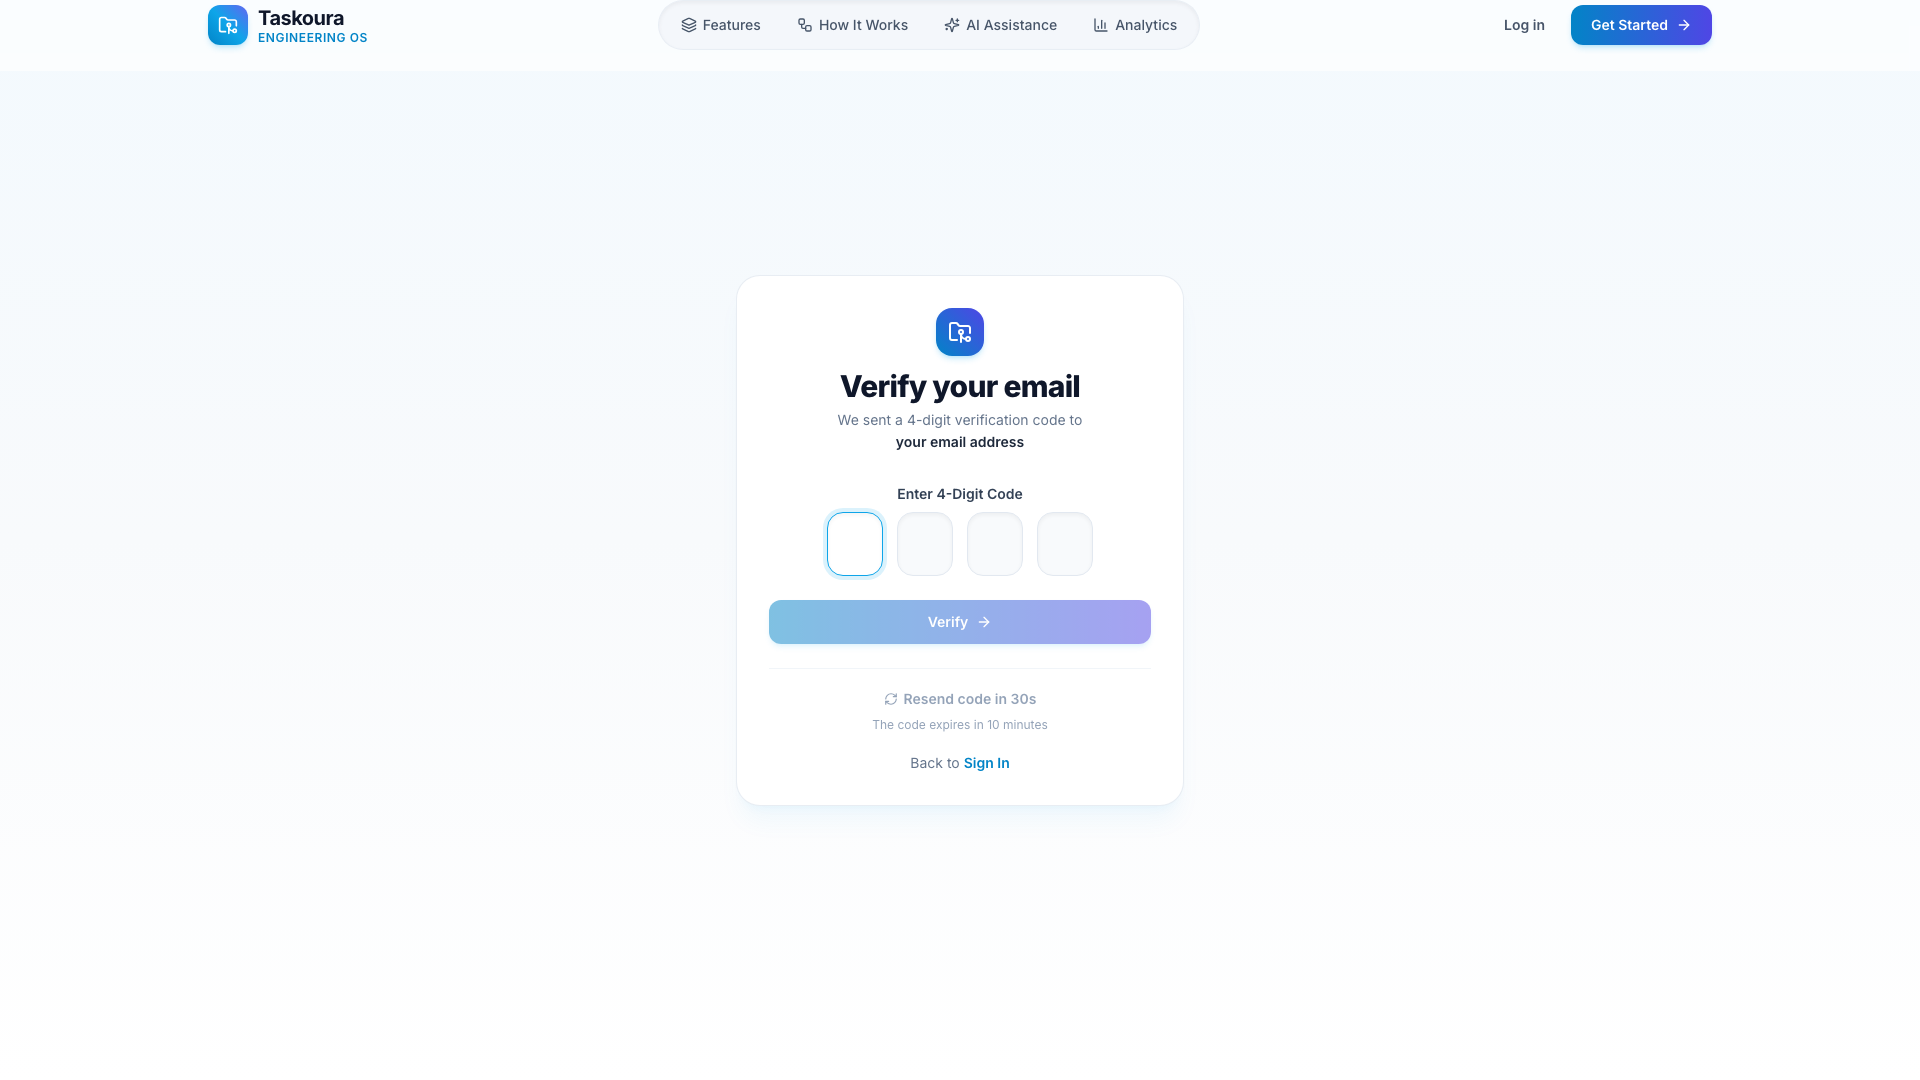 Taskoura
ENGINEERING OS
Features
How It Works
AI Assistance
Analytics
Log in
Get Started
Verify your email
We sent a 4-digit verification code to
your email address
Enter 4-Digit Code
Verify
Resend code in 30s
The code expires in 10 minutes
Back to Sign In